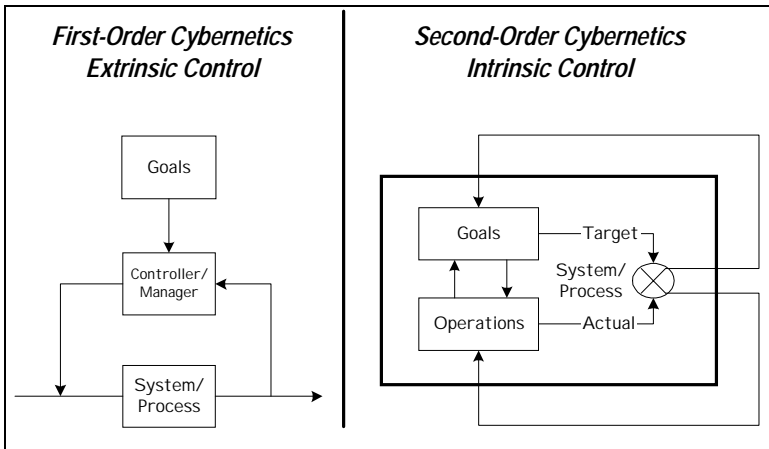 First-Order Cybernetics
Extrinsic Control
Goals
Controller/
Manager
System/
Process
Second-Order Cybernetics
Intrinsic Control
Goals
Target
System/
Process
Operations
Actual